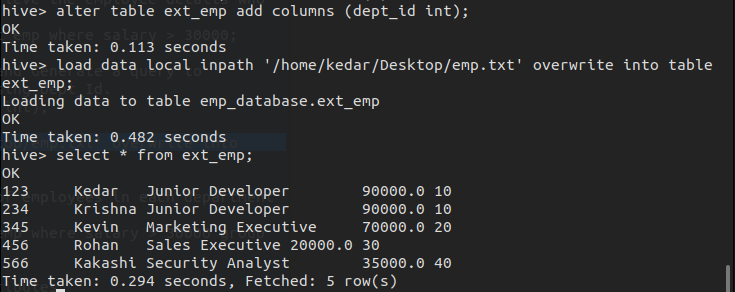 hive> alter table ext_emp add columns (dept_id int);
OK
Time taken: 0.113 seconds
hive> load data local inpath '/home/kedar/Desktop/emp.txt' overwrite into table
ext_emp;
Loading data to table emp_database.ext_emp
OK
Time taken: 0.482 seconds
hive> select * from ext_emp;
OK
123 Kedar Junior Developer 90000.0 10
234 Krishna Junior Developer 90000.0 10
345 Kevin Marketing Executive 70000.0 20
456 Rohan Sales Executive 20000.0 30
566 Kakashi Security Analyst 35000.0 40
Time taken: 0.294 seconds, Fetched: 5 row(s)